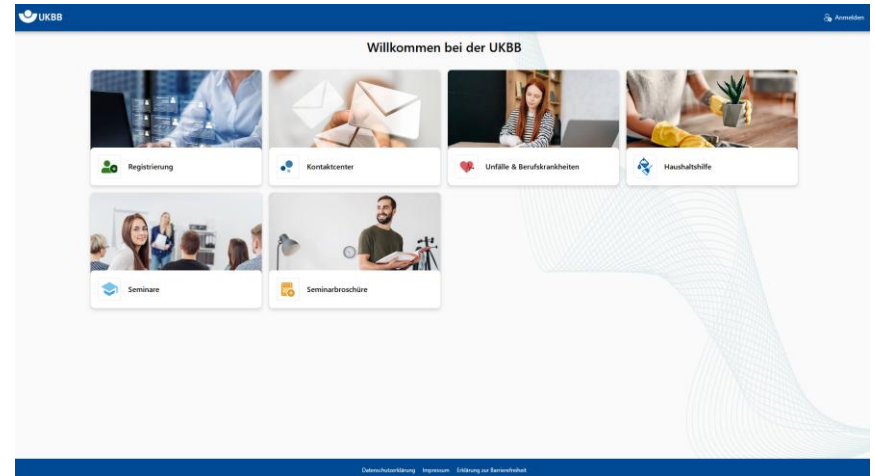 UKBB
Anmelden
Willkommen bei der UKBB
Registrierung
Kontaktcenter
Unfälle & Berufskrankheiten
Haushaltshilfe
Seminare
Seminarbroschüre
Datenschutzerklärung Impressum Erklärung zur Barrierefreiheit